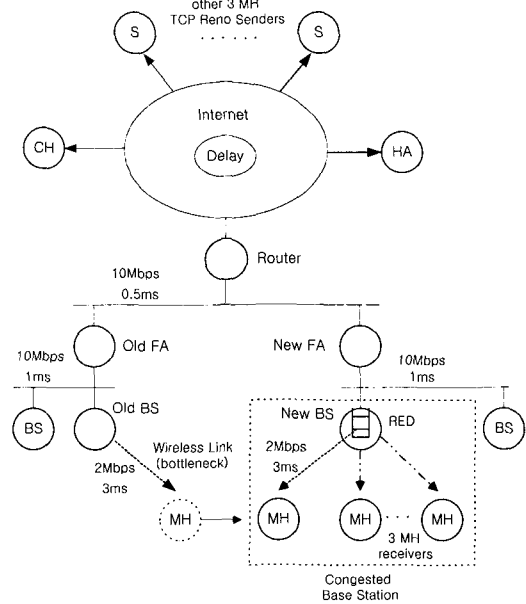 other 3 MH
TCP Reno Senders
S
S
Internet
Delay
CH
HA
Router
10Mbps
0.5ms
Old FA
New FA
10Mbps
1ms
10Mbps
1ms
BS
Old BS
New BS
RED
BS
Wireless Link
(bottleneck)
2Mbps
3ms
2Mbps
3ms
MH
MH
MH
MH
3 MH
receivers
Congested
Base Station